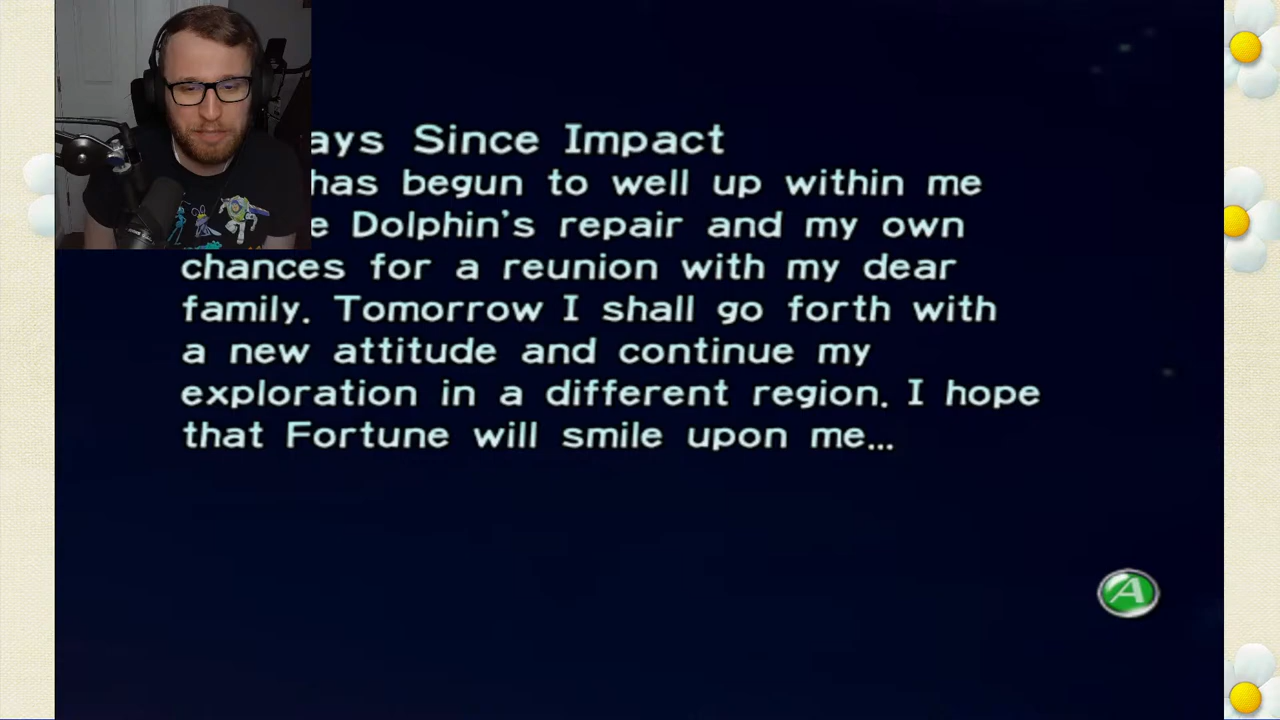 ays Since Impact
has begun to well up within me
e Dolphin's repair and my own
chances for a reunion with my dear
family. Tomorrow I shall go forth with
a new attitude and continue my
exploration in a different region. I hope
that Fortune will smile upon me...
A